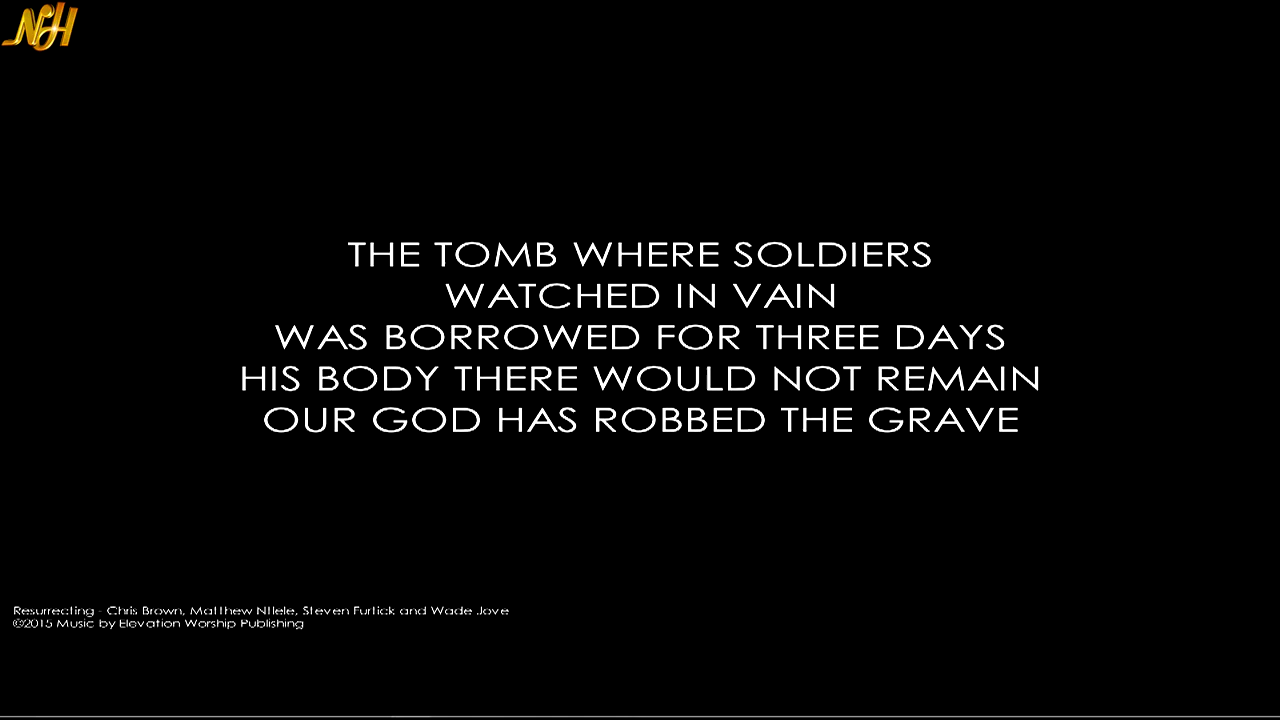 NH
THE TOMB WHERE SOLDIERS
WATCHED IN VAIN
WAS BORROWED FOR THREE DAYS
HIS BODY THERE WOULD NOT REMAIN
OUR GOD HAS ROBBED THE GRAVE
Resurrecting - Chris Brown, Matthew Ntlele, Steven Furtick and Wade Joye
©2015 Music by Elevation Worship Publishing